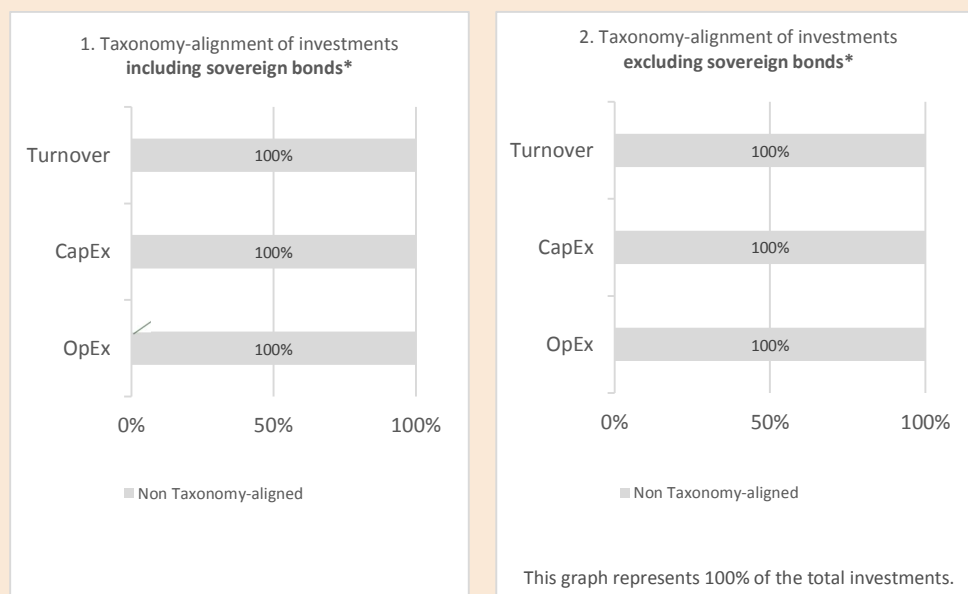 1. Taxonomy-alignment of investments
including sovereign bonds*
Turnover
100%
CapEx
100%
OpEx
100%
0% 50% 100%
Non Taxonomy-aligned
2. Taxonomy-alignment of investments
excluding sovereign bonds*
Turnover
100%
CapEx
100%
OpEx
100%
0% 50% 100%
Non Taxonomy-aligned
This graph represents 100% of the total investments.